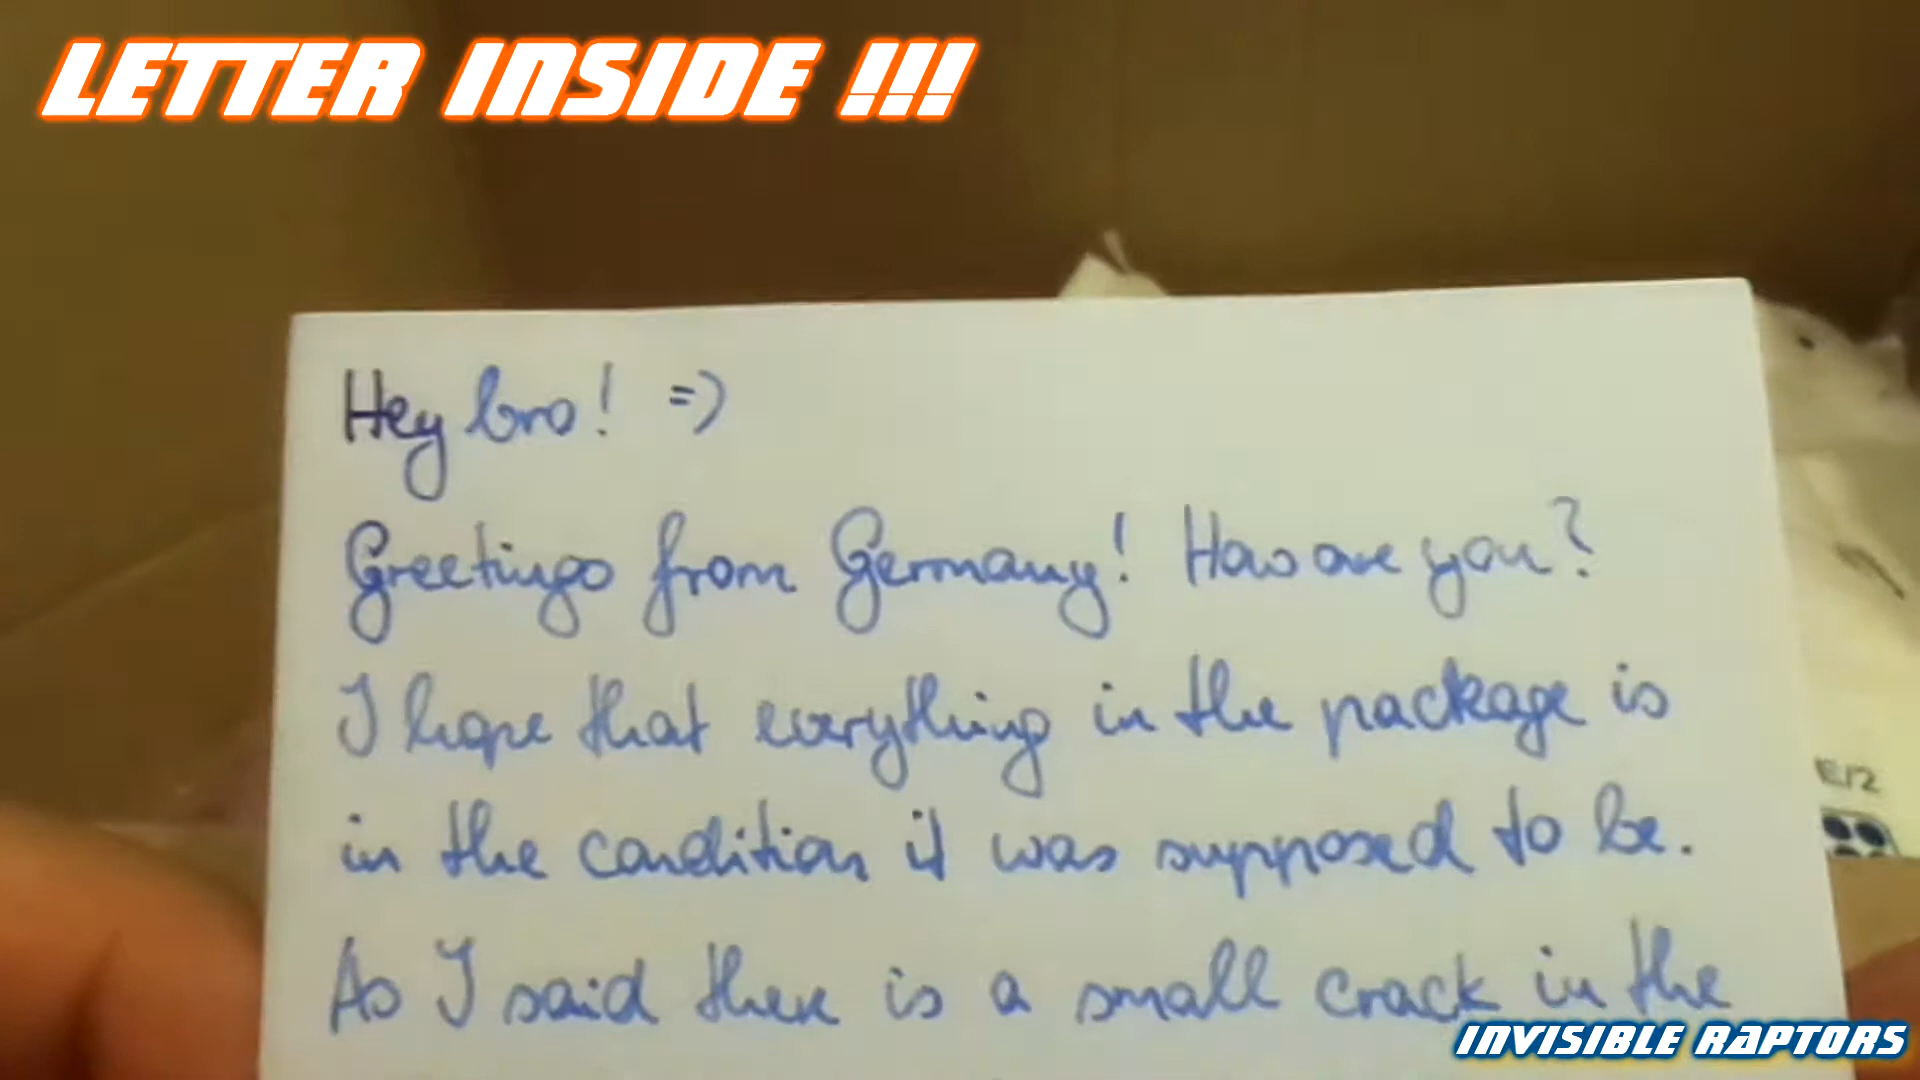 LETTER INSIDE !!!
Hey bro! =)
Greetings from Germany! How are you?
I hope that everything in the package is
in the condition it was supposed to be.
As I said there is a small crack in the
INVISIBLE RAPTORS